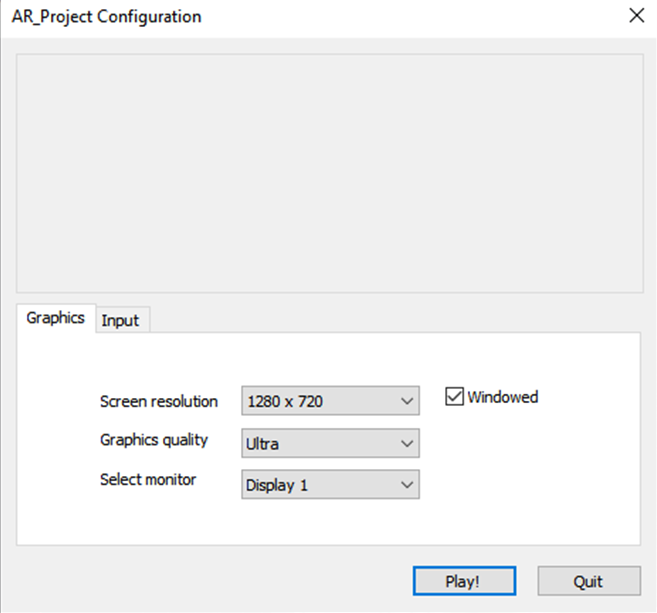 AR_Project Configuration
Graphics
Input
Screen resolution
1280 x 720
Windowed
Graphics quality
Ultra
Select monitor
Display 1
Play!
Quit